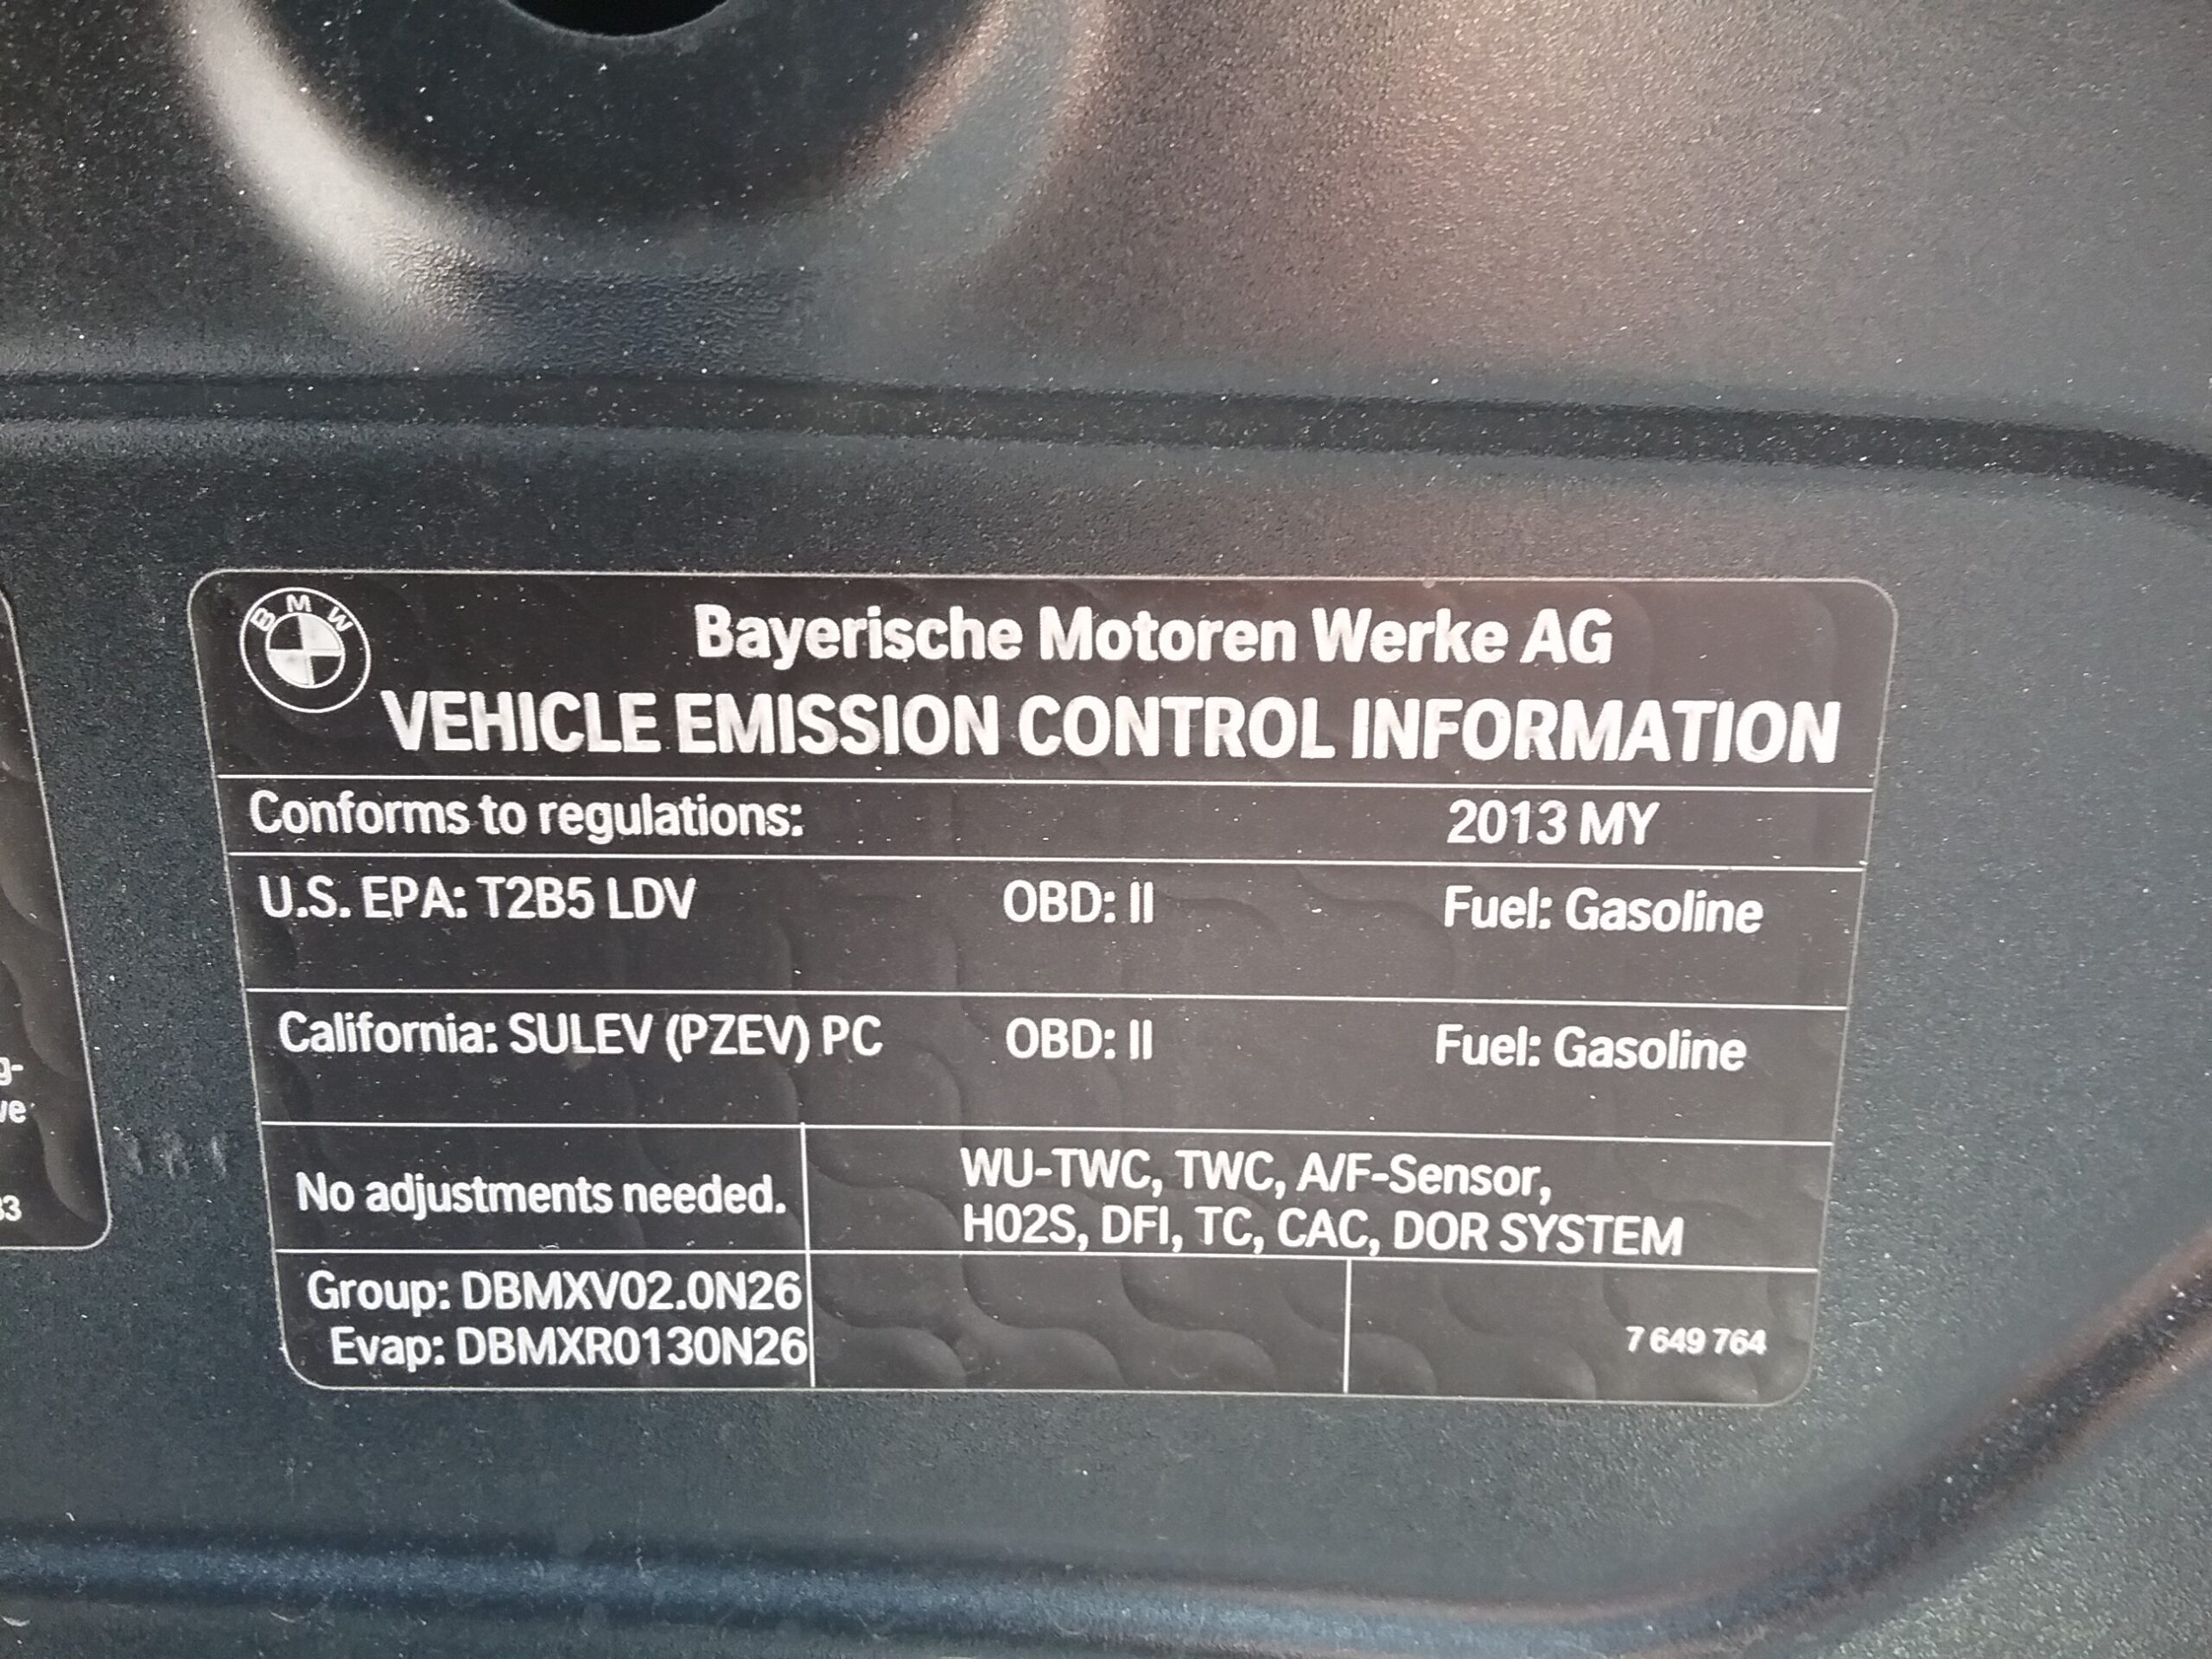 BMW
Bayerische Motoren Werke AG
VEHICLE EMISSION CONTROL INFORMATION
Conforms to regulations: 2013 MY
U.S. EPA: T2B5 LDV OBD: II Fuel: Gasoline
California: SULEV (PZEV) PC OBD: II Fuel: Gasoline
No adjustments needed.
WU-TWC, TWC, A/F-Sensor,
H02S, DFI, TC, CAC, DOR SYSTEM
Group: DBMXV02.0N26
Evap: DBMXR0130N26
7 649 764